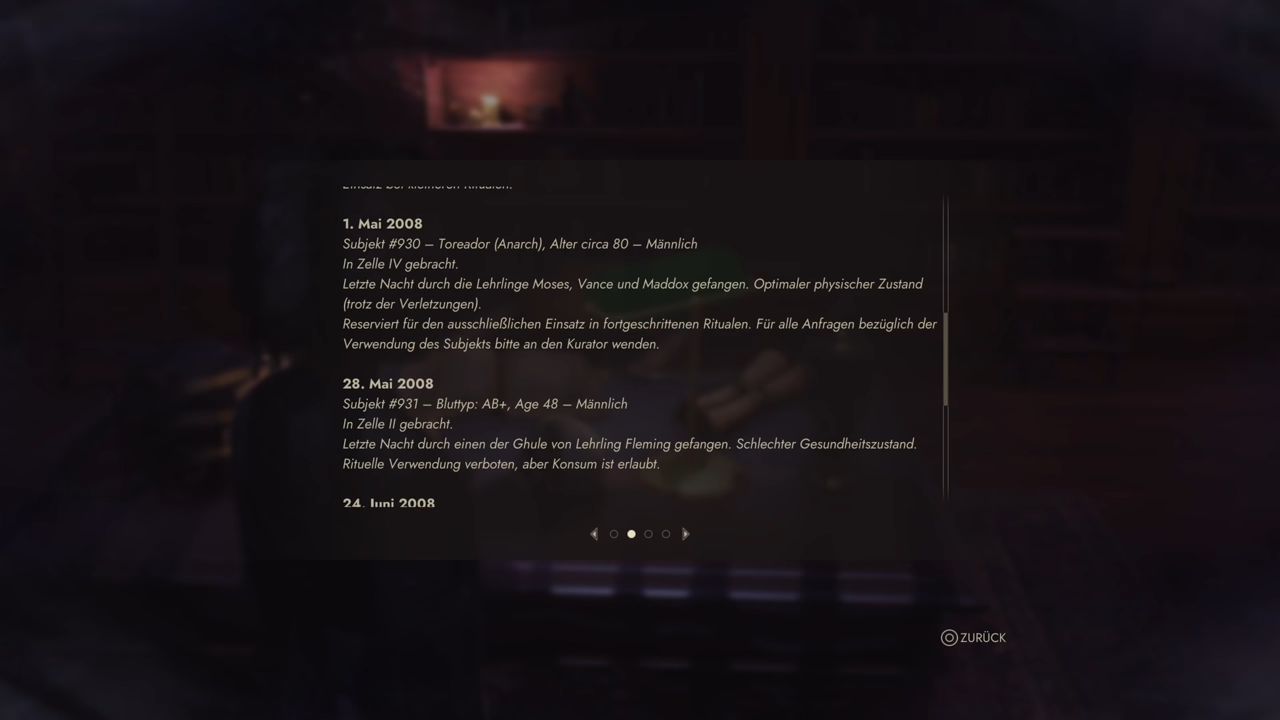 Einsatz bei kleineren Ritualen.
1. Mai 2008
Subjekt #930 – Toreador (Anarch), Alter circa 80 – Männlich
In Zelle IV gebracht.
Letzte Nacht durch die Lehrlinge Moses, Vance und Maddox gefangen. Optimaler physischer Zustand
(trotz der Verletzungen).
Reserviert für den ausschließlichen Einsatz in fortgeschrittenen Ritualen. Für alle Anfragen bezüglich der
Verwendung des Subjekts bitte an den Kurator wenden.
28. Mai 2008
Subjekt #931 – Bluttyp: AB+, Age 48 – Männlich
In Zelle II gebracht.
Letzte Nacht durch einen der Ghule von Lehrling Fleming gefangen. Schlechter Gesundheitszustand.
Rituelle Verwendung verboten, aber Konsum ist erlaubt.
24. Juni 2008
ZURÜCK